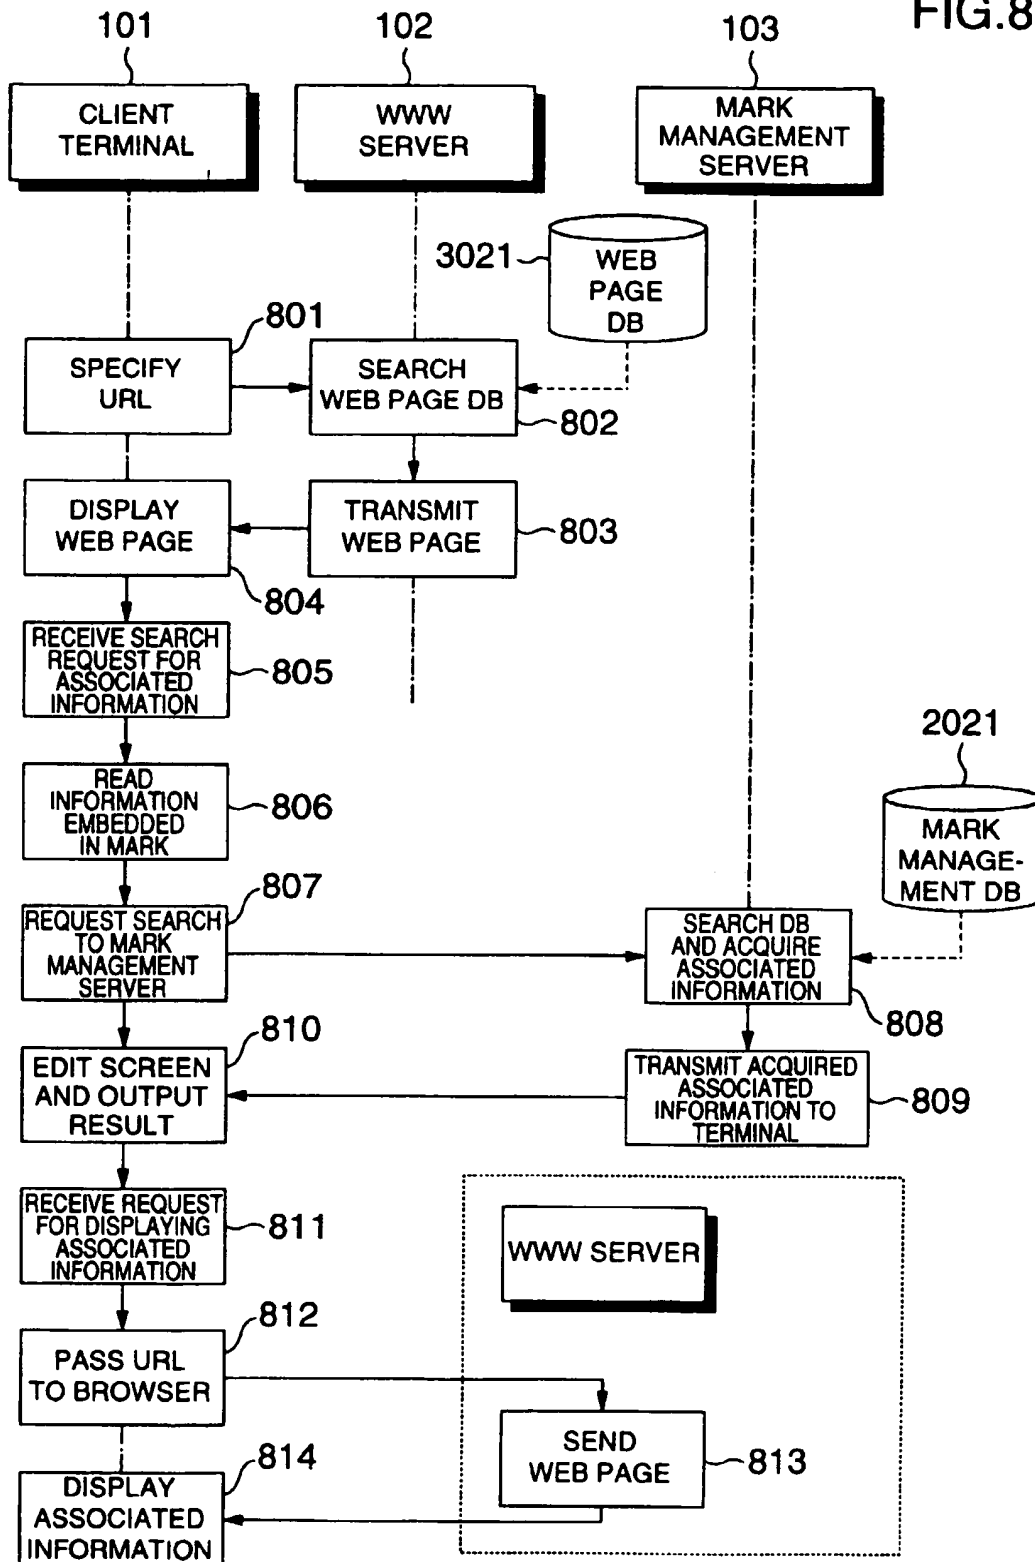 FIG.8
101
102
103
CLIENT
TERMINAL
WWW
SERVER
MARK
MANAGEMENT
SERVER
3021
WEB
PAGE
DB
801
SPECIFY
URL
SEARCH
WEB PAGE DB
802
DISPLAY
WEB PAGE
804
TRANSMIT
WEB PAGE
803
RECEIVE SEARCH
REQUEST FOR
ASSOCIATED
INFORMATION
805
READ
INFORMATION
EMBEDDED
IN MARK
806
2021
MARK
MANAGE-
MENT DB
807
REQUEST SEARCH
TO MARK
MANAGEMENT
SERVER
SEARCH DB
AND ACQUIRE
ASSOCIATED
INFORMATION
808
810
EDIT SCREEN
AND OUTPUT
RESULT
TRANSMIT ACQUIRED
ASSOCIATED
INFORMATION TO
TERMINAL
809
RECEIVE REQUEST
FOR DISPLAYING
ASSOCIATED
INFORMATION
811
WWW SERVER
812
PASS URL
TO BROWSER
SEND
WEB PAGE
813
814
DISPLAY
ASSOCIATED
INFORMATION